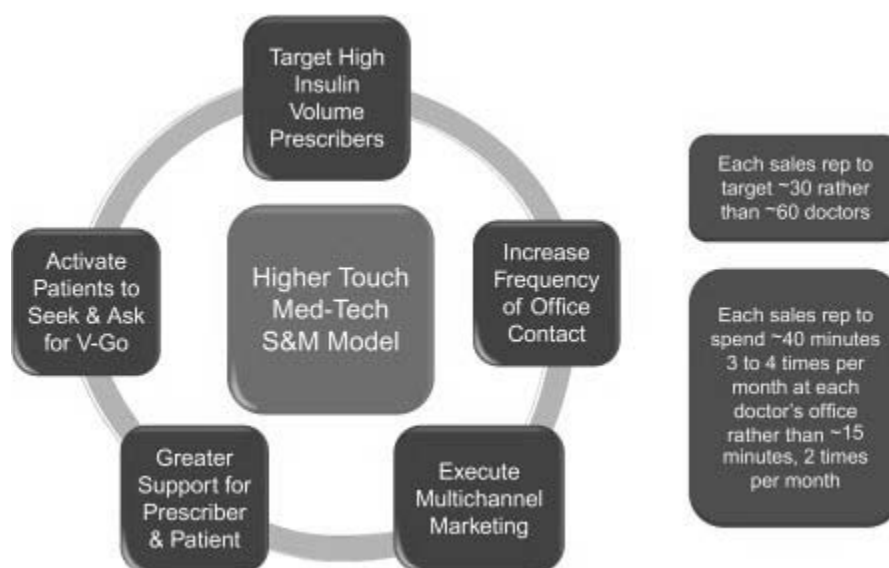 Target High
Insulin
Volume
Prescribers
Increase
Frequency
of Office
Contact
Execute
Multichannel
Marketing
Greater
Support for
Prescriber
& Patient
Activate
Patients to
Seek & Ask
for V-Go
Higher Touch
Med-Tech
S&M Model
Each sales rep to
target ~30 rather
than ~60 doctors
Each sales rep to
spend ~40 minutes
3 to 4 times per
month at each
doctor's office
rather than ~15
minutes, 2 times
per month